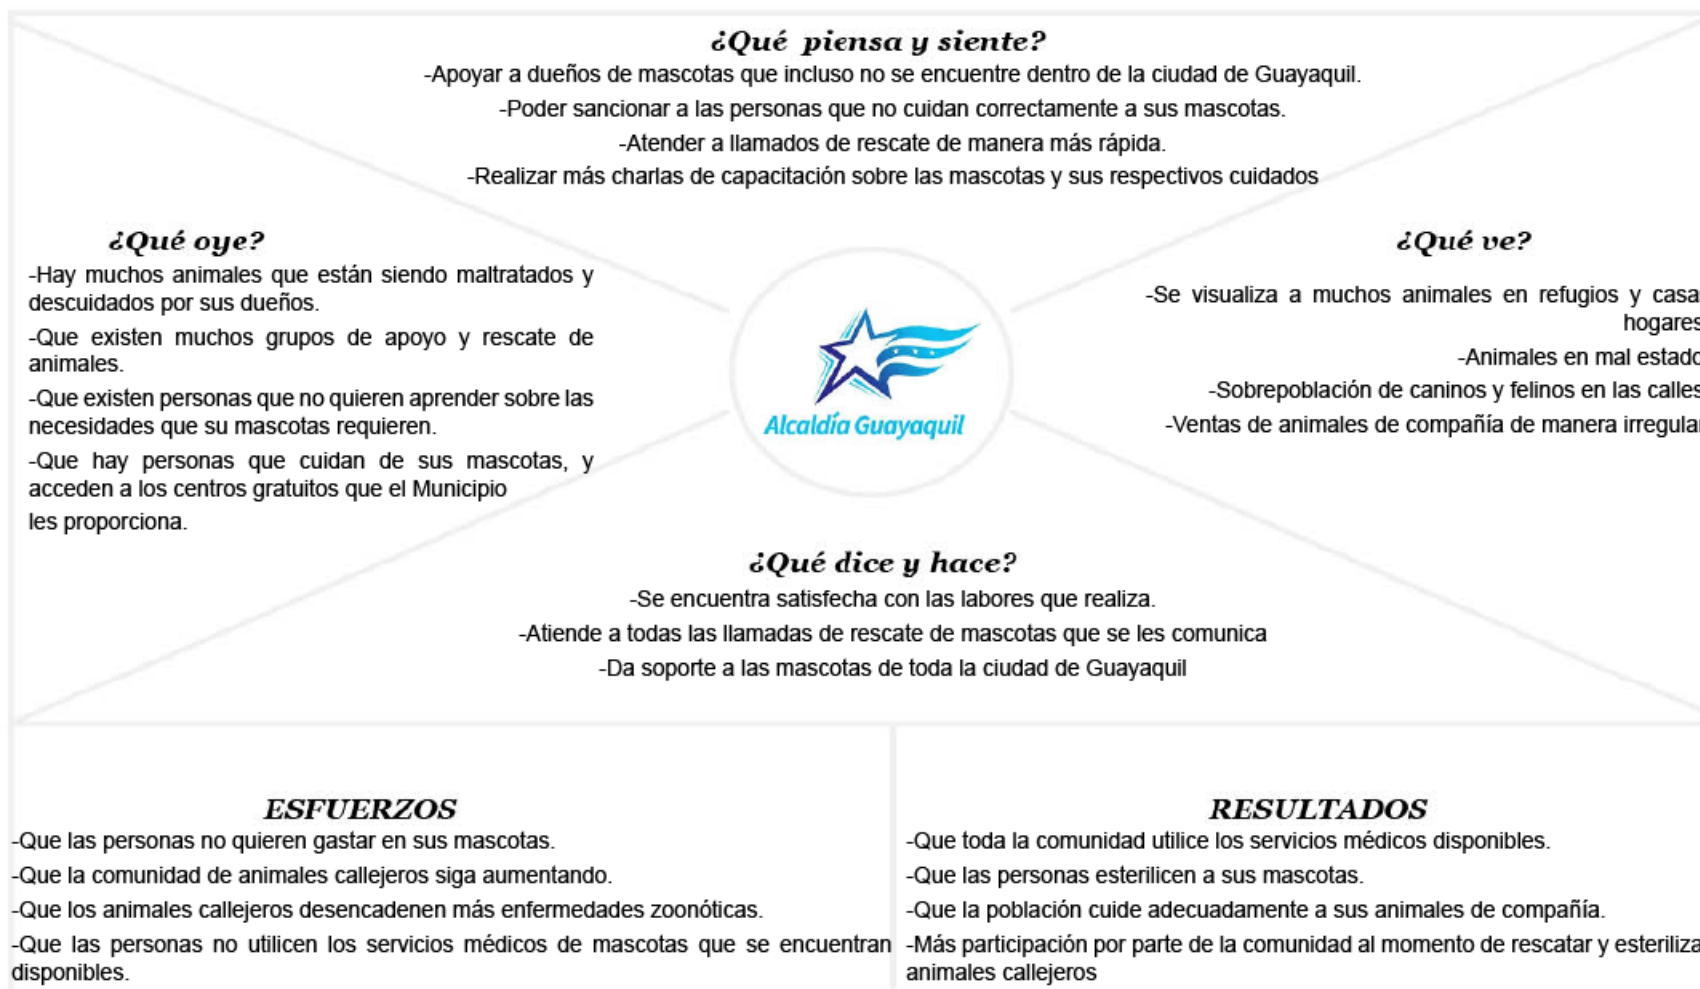 ¿Qué piensa y siente?
-Apoyar a dueños de mascotas que incluso no se encuentre dentro de la ciudad de Guayaquil.
-Poder sancionar a las personas que no cuidan correctamente a sus mascotas.
-Atender a llamados de rescate de manera más rápida.
-Realizar más charlas de capacitación sobre las mascotas y sus respectivos cuidados
¿Qué oye?
-Hay muchos animales que están siendo maltratados y
descuidados por sus dueños.
-Que existen muchos grupos de apoyo y rescate de
animales.
-Que existen personas que no quieren aprender sobre las
necesidades que su mascotas requieren.
-Que hay personas que cuidan de sus mascotas, y
acceden a los centros gratuitos que el Municipio
les proporciona.
Alcaldía Guayaquil
¿Qué ve?
-Se visualiza a muchos animales en refugios y casas
hogares
-Animales en mal estado
-Sobrepoblación de caninos y felinos en las calles
-Ventas de animales de compañía de manera irregular
¿Qué dice y hace?
-Se encuentra satisfecha con las labores que realiza.
-Atiende a todas las llamadas de rescate de mascotas que se les comunica
-Da soporte a las mascotas de toda la ciudad de Guayaquil
ESFUERZOS
-Que las personas no quieren gastar en sus mascotas.
-Que la comunidad de animales callejeros siga aumentando.
-Que los animales callejeros desencadenen más enfermedades zoonóticas.
-Que las personas no utilicen los servicios médicos de mascotas que se encuentran
disponibles.
RESULTADOS
-Que toda la comunidad utilice los servicios médicos disponibles.
-Que las personas esterilicen a sus mascotas.
-Que la población cuide adecuadamente a sus animales de compañía.
-Más participación por parte de la comunidad al momento de rescatar y esteriliza
animales callejeros